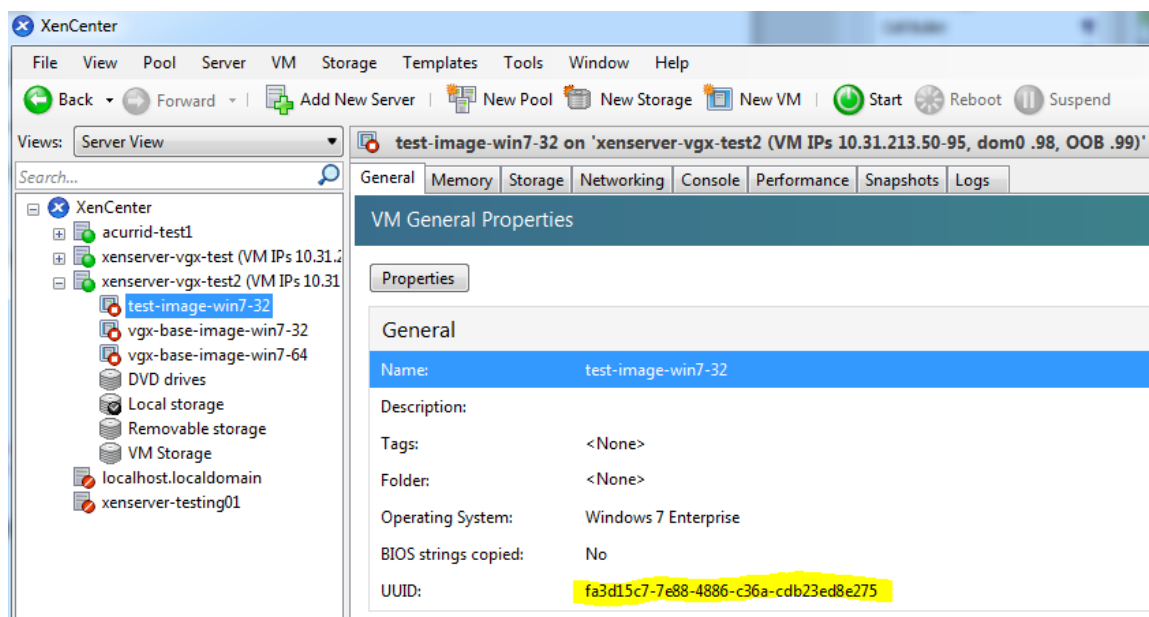 XenCenter
File View Pool Server VM Storage Templates Tools Window Help
Back Forward Add New Server New Pool New Storage New VM Start Reboot Suspend
Views: Server View
test-image-win7-32 on 'xenserver-vgx-test2 (VM IPs 10.31.213.50-95, dom0 .98, OOB .99)'
Search...
General Memory Storage Networking Console Performance Snapshots Logs
XenCenter
acurrid-test1
xenserver-vgx-test (VM IPs 10.31.2
xenserver-vgx-test2 (VM IPs 10.31
test-image-win7-32
vgx-base-image-win7-32
vgx-base-image-win7-64
DVD drives
Local storage
Removable storage
VM Storage
localhost.localdomain
xenserver-testing01
VM General Properties
Properties
General
Name: test-image-win7-32
Description:
Tags: <None>
Folder: <None>
Operating System: Windows 7 Enterprise
BIOS strings copied: No
UUID: fa3d15c7-7e88-4886-c36a-cdb23ed8e275